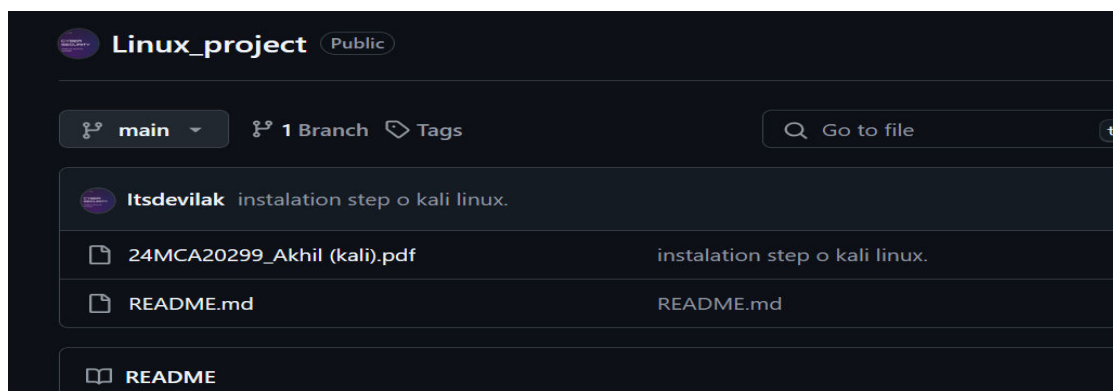 Linux_project Public
main 1 Branch Tags Go to file t
Itsdevilak instalation step o kali linux.
24MCA20299_Akhil (kali).pdf instalation step o kali linux.
README.md README.md
README